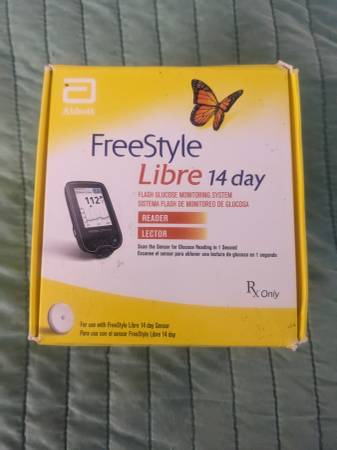 Abbott
FreeStyle
Libre 14 day
FLASH GLUCOSE MONITORING SYSTEM
SISTEMA FLASH DE MONITOREO DE GLUCOSA
READER
LECTOR
Scan the Sensor for Glucose Reading in 1 Second
Escanee el sensor para obtener una lectura de glucosa en 1 segundo
112
Rx Only
For use with FreeStyle Libre 14 day Sensor
Para uso con el sensor FreeStyle Libre 14 day